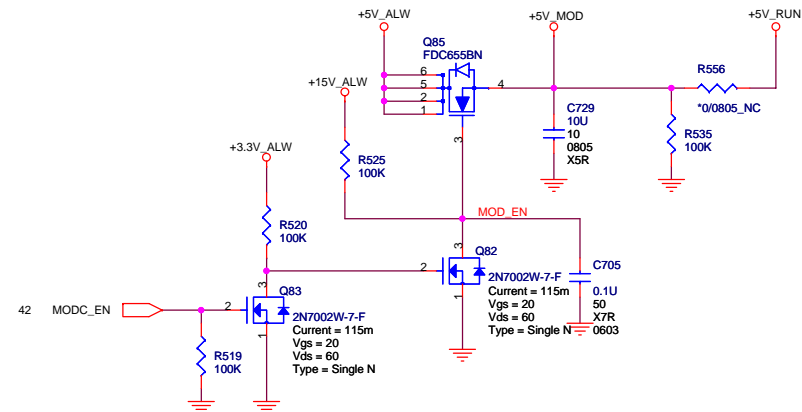 +5V_ALW
+5V_MOD
+5V_RUN
Q85
FDC655BN
+15V_ALW
6
5
2
1
4
3
R556
*0/0805_NC
C729
10U
10
0805
X5R
R535
100K
+3.3V_ALW
R525
100K
MOD_EN
R520
100K
3
Q82
2
1
2N7002W-7-F
Current = 115m
Vgs = 20
Vds = 60
Type = Single N
C705
0.1U
50
X7R
0603
42 MODC_EN
3
Q83
2
1
2N7002W-7-F
Current = 115m
Vgs = 20
Vds = 60
Type = Single N
R519
100K